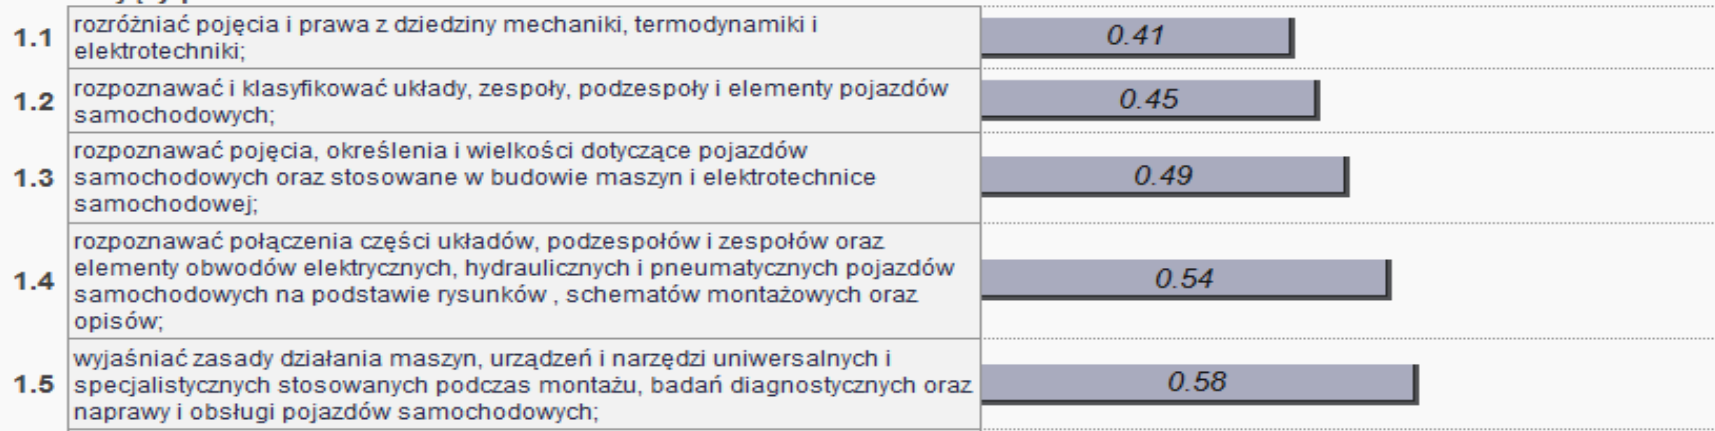 1.1 rozróżniać pojęcia i prawa z dziedziny mechaniki, termodynamiki i
elektrotechniki;
0.41
1.2 rozpoznawać i klasyfikować układy, zespoły, podzespoły i elementy pojazdów
samochodowych;
0.45
rozpoznawać pojęcia, określenia i wielkości dotyczące pojazdów
1.3 samochodowych oraz stosowane w budowie maszyn i elektrotechnice
samochodowej;
0.49
rozpoznawać połączenia części układów, podzespołów i zespołów oraz
elementy obwodów elektrycznych, hydraulicznych i pneumatycznych pojazdów
1.4 samochodowych na podstawie rysunków , schematów montażowych oraz
opisów;
0.54
wyjaśniać zasady działania maszyn, urządzeń i narzędzi uniwersalnych i
1.5 specjalistycznych stosowanych podczas montażu, badań diagnostycznych oraz
naprawy i obsługi pojazdów samochodowych;
0.58